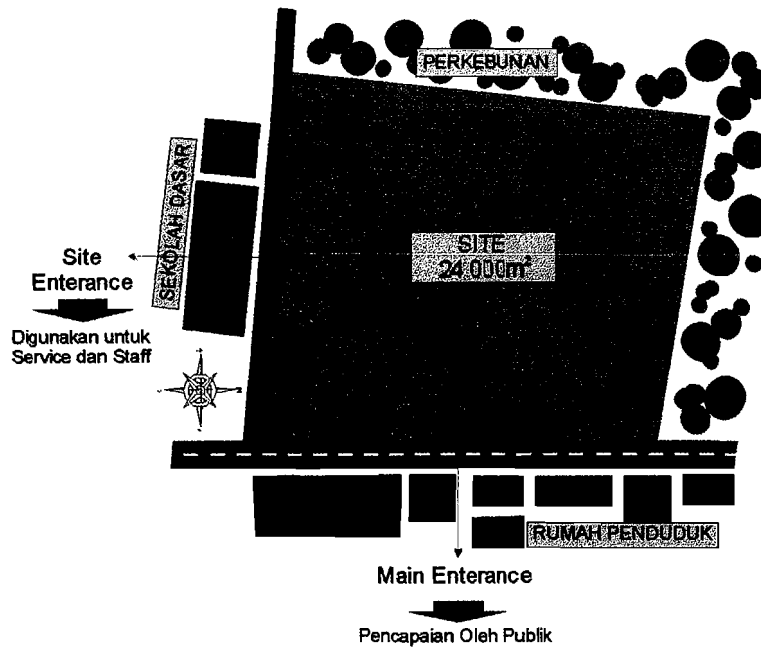 PERKEBUNAN
SEKOLAH DASAR
SITE
24.000m²
Site
Enterance
Digunakan untuk
Service dan Staff
RUMAH PENDUDUK
Main Enterance
Pencapaian Oleh Publik